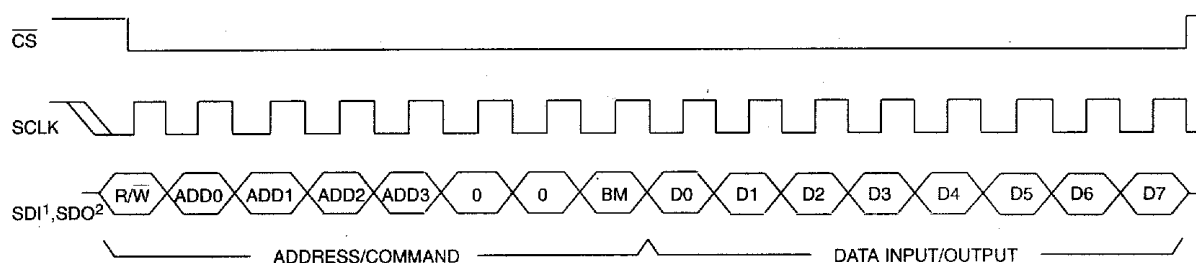 C̅S̅
SCLK
SDI¹,SDO² R/W̅ ADD0 ADD1 ADD2 ADD3 0 0 BM D0 D1 D2 D3 D4 D5 D6 D7
ADDRESS/COMMAND DATA INPUT/OUTPUT